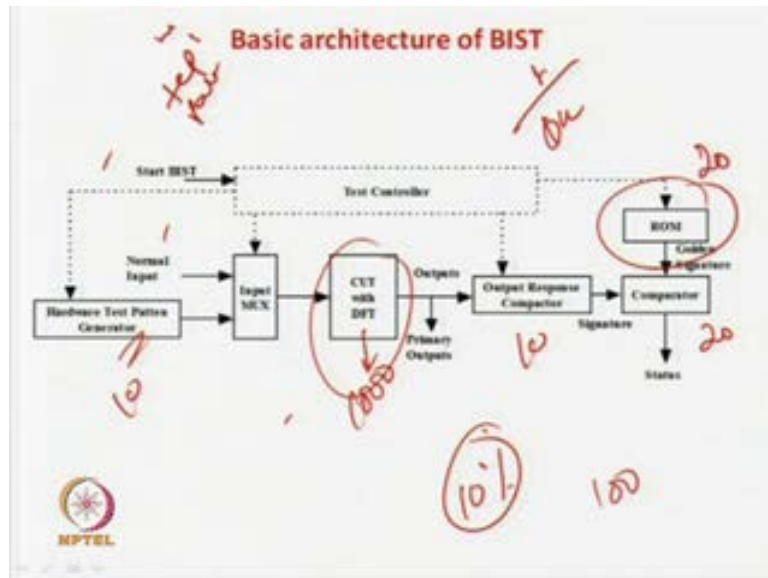 Basic architecture of BIST
20
Start BIST
Test Controller
ROM
Normal
Input
Golden
Signature
Input
MUX
CUT
with
DFT
Outputs
Output Response
Compactor
Comparator
Hardware Test Patten
Generator
Signature
Primary
Outputs
10
10
20
Status
1000
10%
100
NPTEL